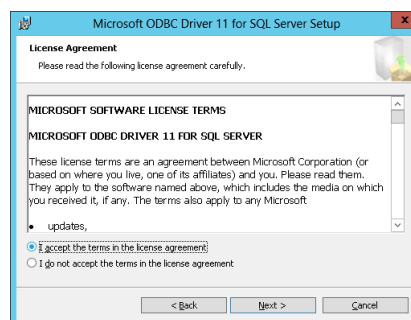 Microsoft ODBC Driver 11 for SQL Server Setup
x
License Agreement
Please read the following license agreement carefully.
MICROSOFT SOFTWARE LICENSE TERMS
MICROSOFT ODBC DRIVER 11 FOR SQL SERVER
These license terms are an agreement between Microsoft Corporation (or
based on where you live, one of its affiliates) and you. Please read them.
They apply to the software named above, which includes the media on which
you received it, if any. The terms also apply to any Microsoft
• updates,
I accept the terms in the license agreement
I do not accept the terms in the license agreement
< Back Next > Cancel